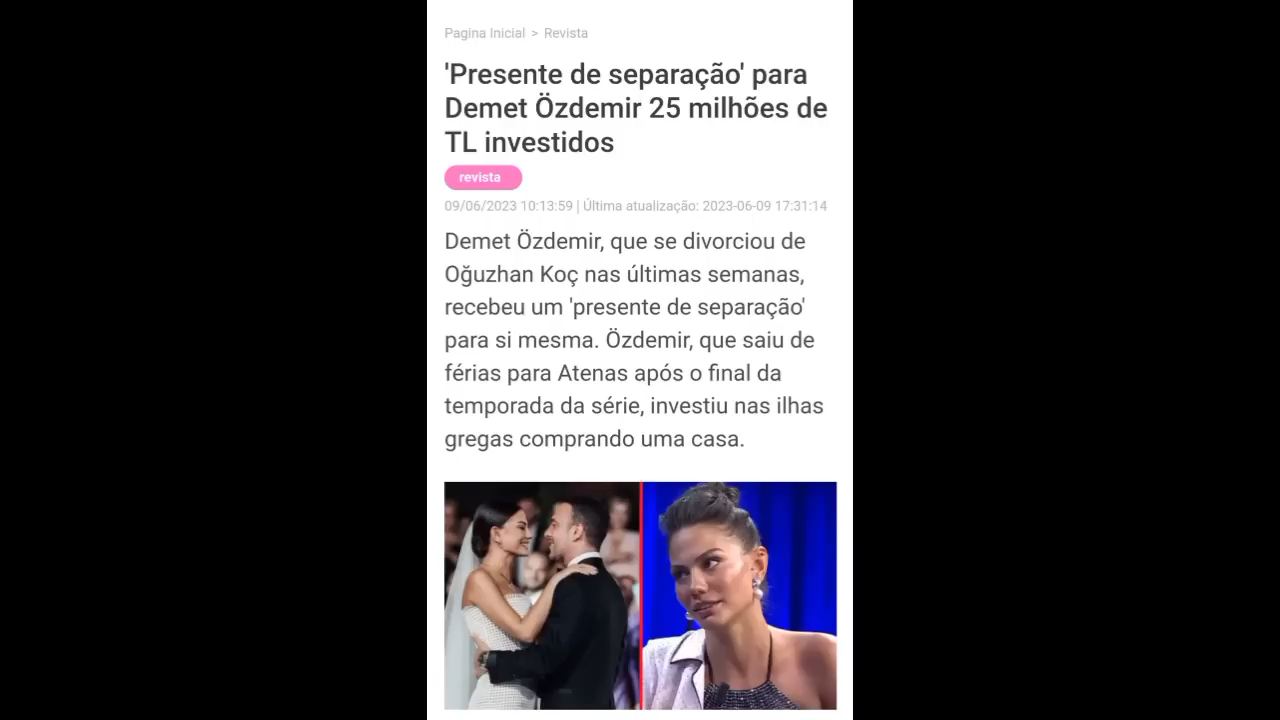 Pagina Inicial > Revista
'Presente de separação' para
Demet Özdemir 25 milhões de
TL investidos
revista
09/06/2023 10:13:59 | Última atualização: 2023-06-09 17:31:14
Demet Özdemir, que se divorciou de
Oğuzhan Koç nas últimas semanas,
recebeu um 'presente de separação'
para si mesma. Özdemir, que saiu de
férias para Atenas após o final da
temporada da série, investiu nas ilhas
gregas comprando uma casa.